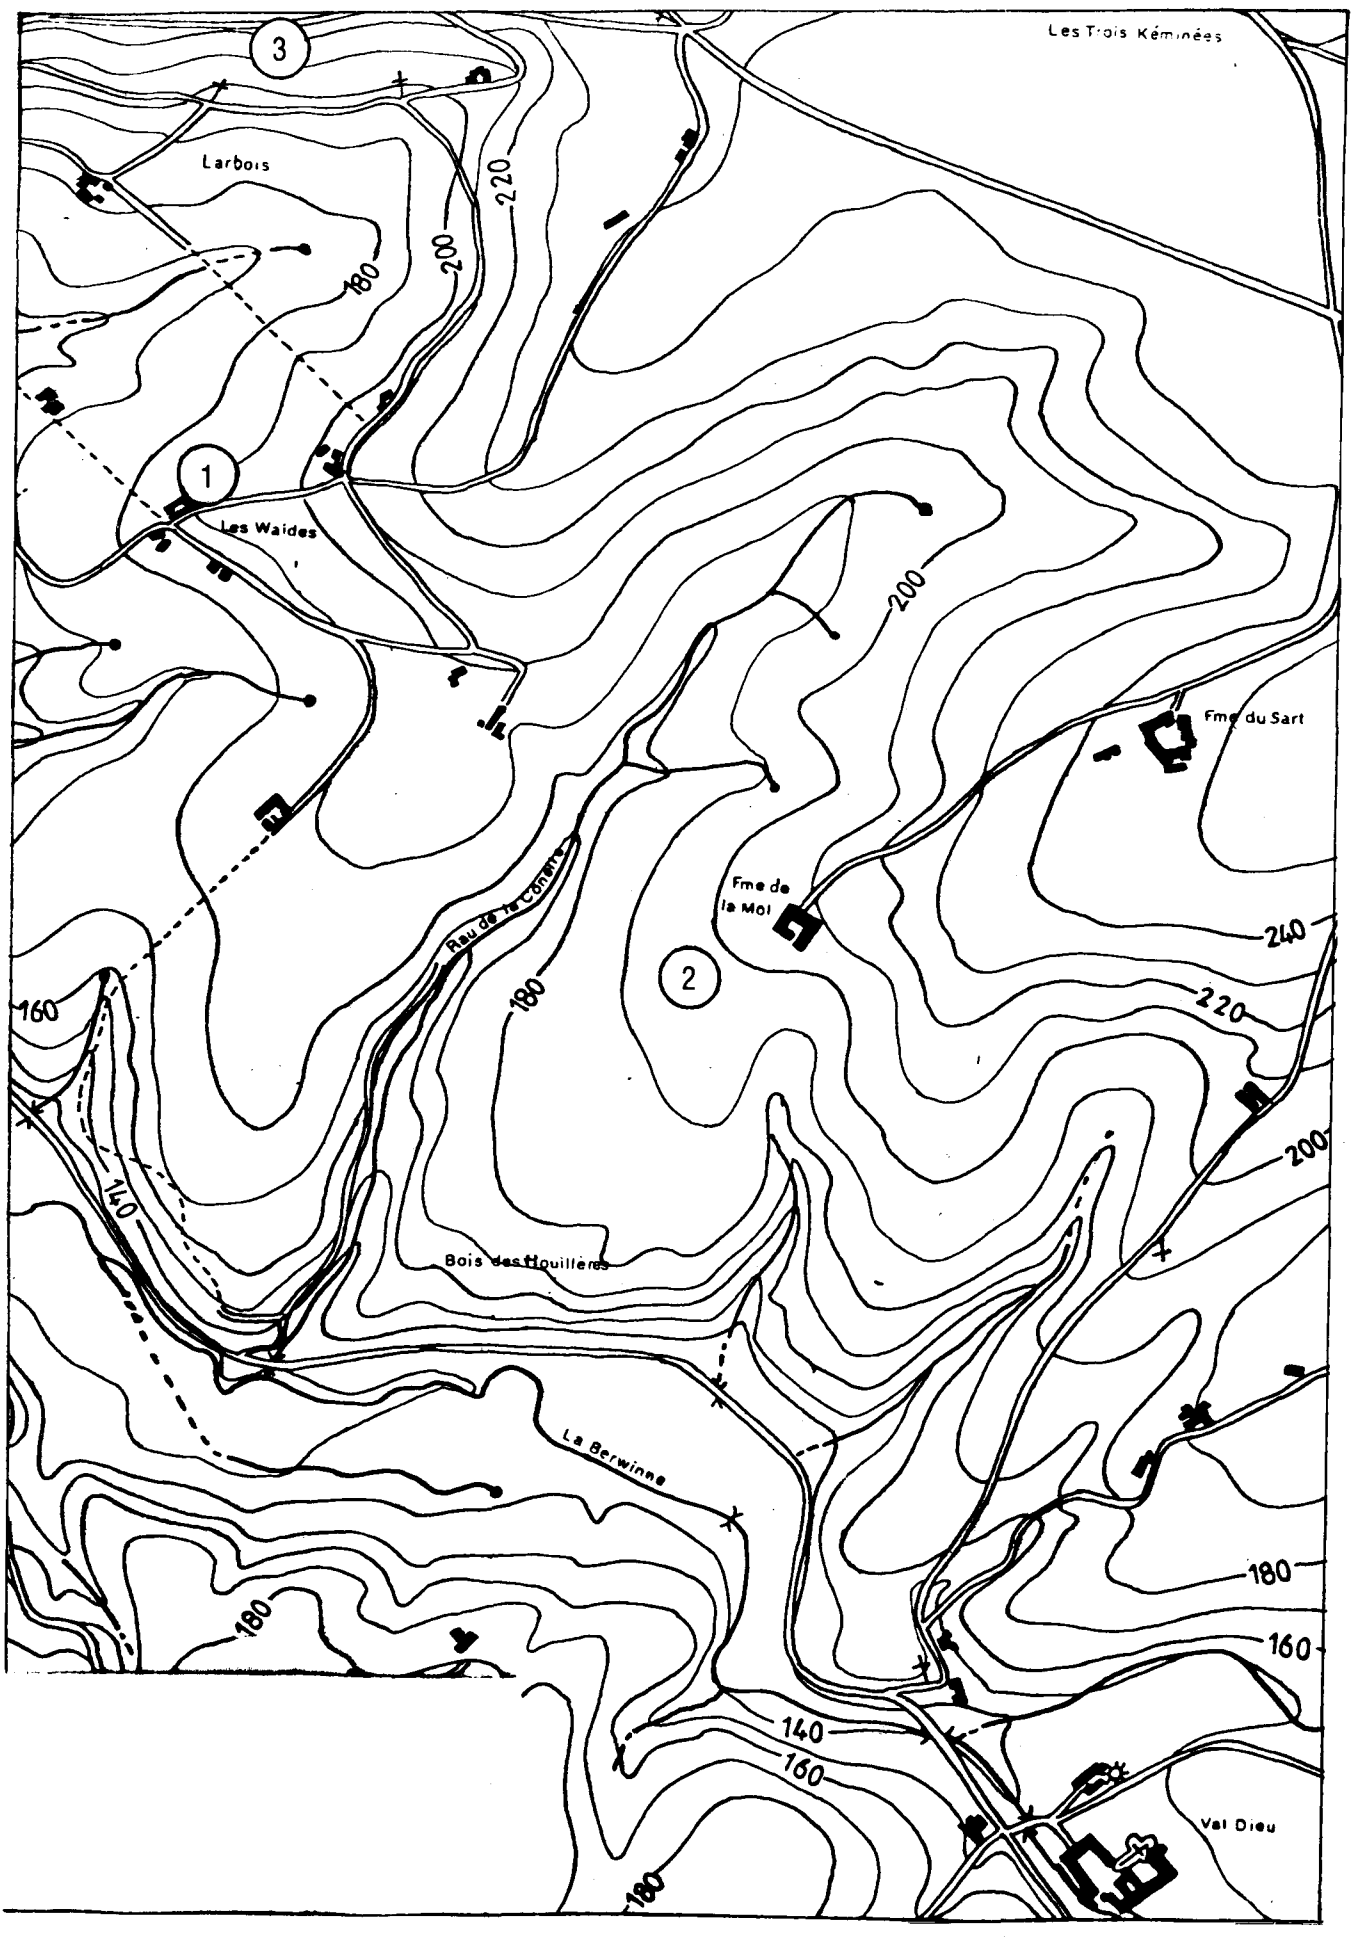 Les Trois Kéminées
3
Larbois
220
200
180
1
Les Waides
200
Fme du Sart
Fme de
la Mol
Rau de la Cônerie
2
240
180
160
220
200
140
Bois des Houillères
La Berwinne
180
180
160
140
160
Val Dieu
180